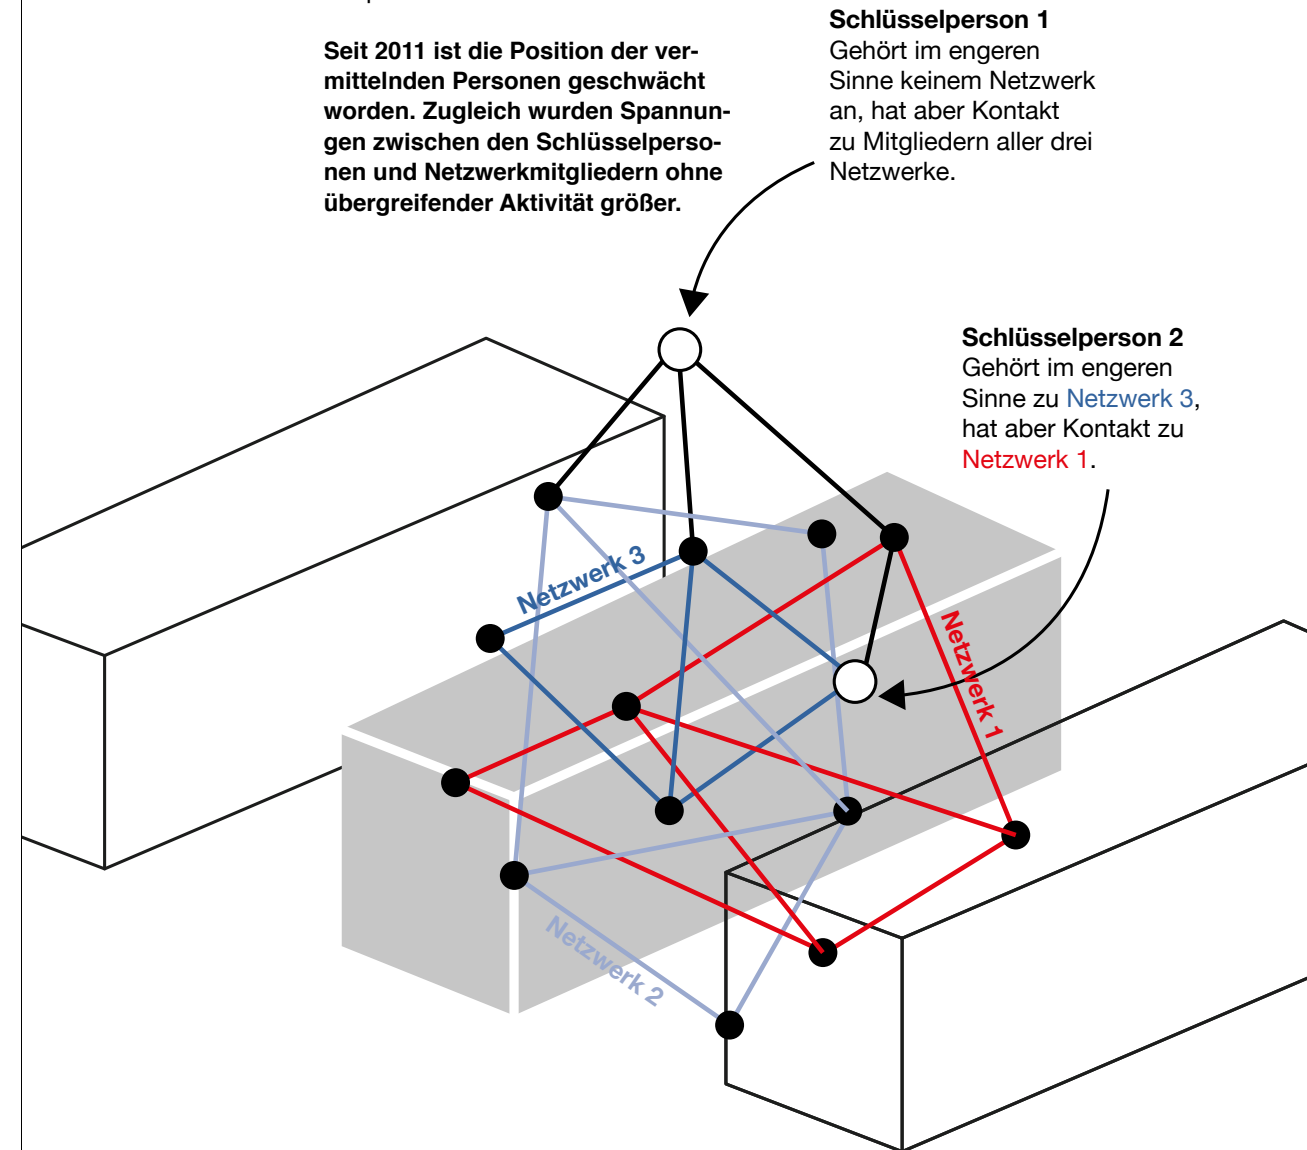 Seit 2011 ist die Position der ver-
mittelnden Personen geschwächt
worden. Zugleich wurden Spannun-
gen zwischen den Schlüsselperso-
nen und Netzwerkmitgliedern ohne
übergreifender Aktivität größer.
Schlüsselperson 1
Gehört im engeren
Sinne keinem Netzwerk
an, hat aber Kontakt
zu Mitgliedern aller drei
Netzwerke.
Schlüsselperson 2
Gehört im engeren
Sinne zu Netzwerk 3,
hat aber Kontakt zu
Netzwerk 1.
Netzwerk 3
Netzwerk 1
Netzwerk 2